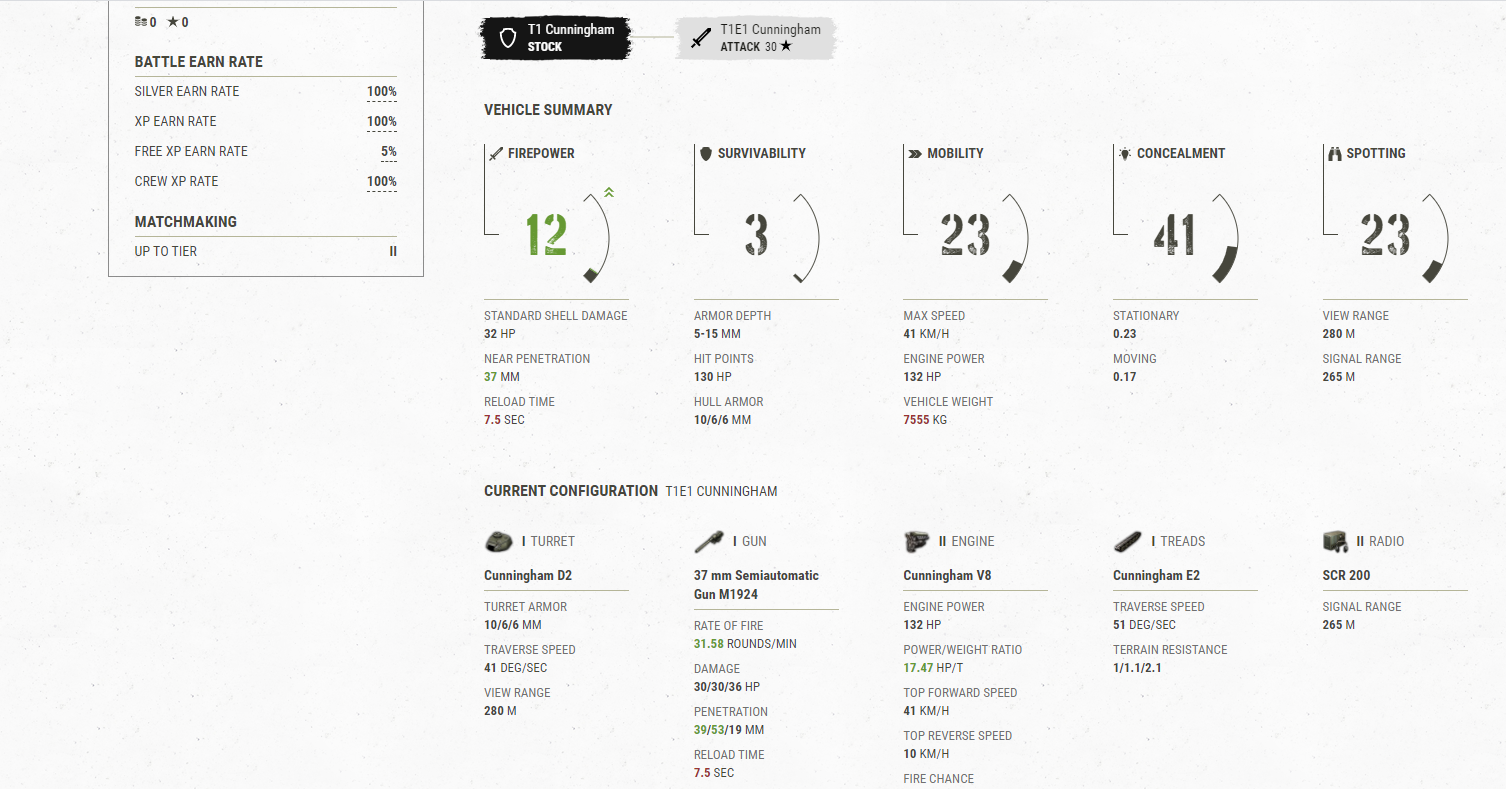 0 0
BATTLE EARN RATE
SILVER EARN RATE 100%
XP EARN RATE 100%
FREE XP EARN RATE 5%
CREW XP RATE 100%
MATCHMAKING
UP TO TIER II
T1 Cunningham
STOCK
T1E1 Cunningham
ATTACK 30
VEHICLE SUMMARY
FIREPOWER
12
STANDARD SHELL DAMAGE
32 HP
NEAR PENETRATION
37 MM
RELOAD TIME
7.5 SEC
SURVIVABILITY
3
ARMOR DEPTH
5-15 MM
HIT POINTS
130 HP
HULL ARMOR
10/6/6 MM
MOBILITY
23
MAX SPEED
41 KM/H
ENGINE POWER
132 HP
VEHICLE WEIGHT
7555 KG
CONCEALMENT
41
STATIONARY
0.23
MOVING
0.17
SPOTTING
23
VIEW RANGE
280 M
SIGNAL RANGE
265 M
CURRENT CONFIGURATION T1E1 CUNNINGHAM
I TURRET
Cunningham D2
TURRET ARMOR
10/6/6 MM
TRAVERSE SPEED
41 DEG/SEC
VIEW RANGE
280 M
I GUN
37 mm Semiautomatic
Gun M1924
RATE OF FIRE
31.58 ROUNDS/MIN
DAMAGE
30/30/36 HP
PENETRATION
39/53/19 MM
RELOAD TIME
7.5 SEC
II ENGINE
Cunningham V8
ENGINE POWER
132 HP
POWER/WEIGHT RATIO
17.47 HP/T
TOP FORWARD SPEED
41 KM/H
TOP REVERSE SPEED
10 KM/H
FIRE CHANCE
I TREADS
Cunningham E2
TRAVERSE SPEED
51 DEG/SEC
TERRAIN RESISTANCE
1/1.1/2.1
II RADIO
SCR 200
SIGNAL RANGE
265 M